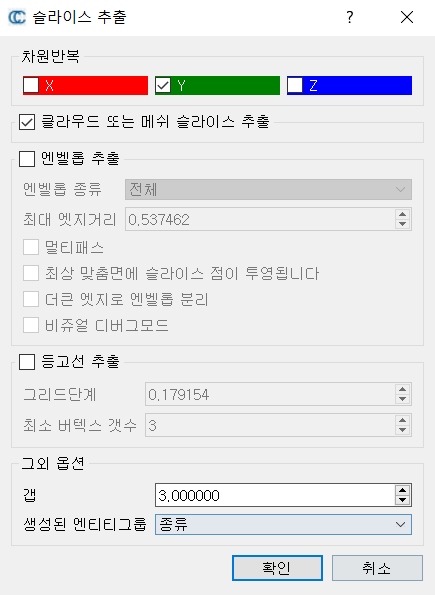 슬라이스 추출
차원반복
X Y Z
클라우드 또는 메쉬 슬라이스 추출
엔벨롭 추출
엔벨롭 종류 전체
최대 엣지거리 0,537462
멀티패스
최상 맞춤면에 슬라이스 점이 투영됩니다
더큰 엣지로 엔벨롭 분리
비쥬얼 디버그모드
등고선 추출
그리드단계 0,179154
최소 버텍스 갯수 3
그외 옵션
갭 3,000000
생성된 엔티티그룹 종류
확인 취소